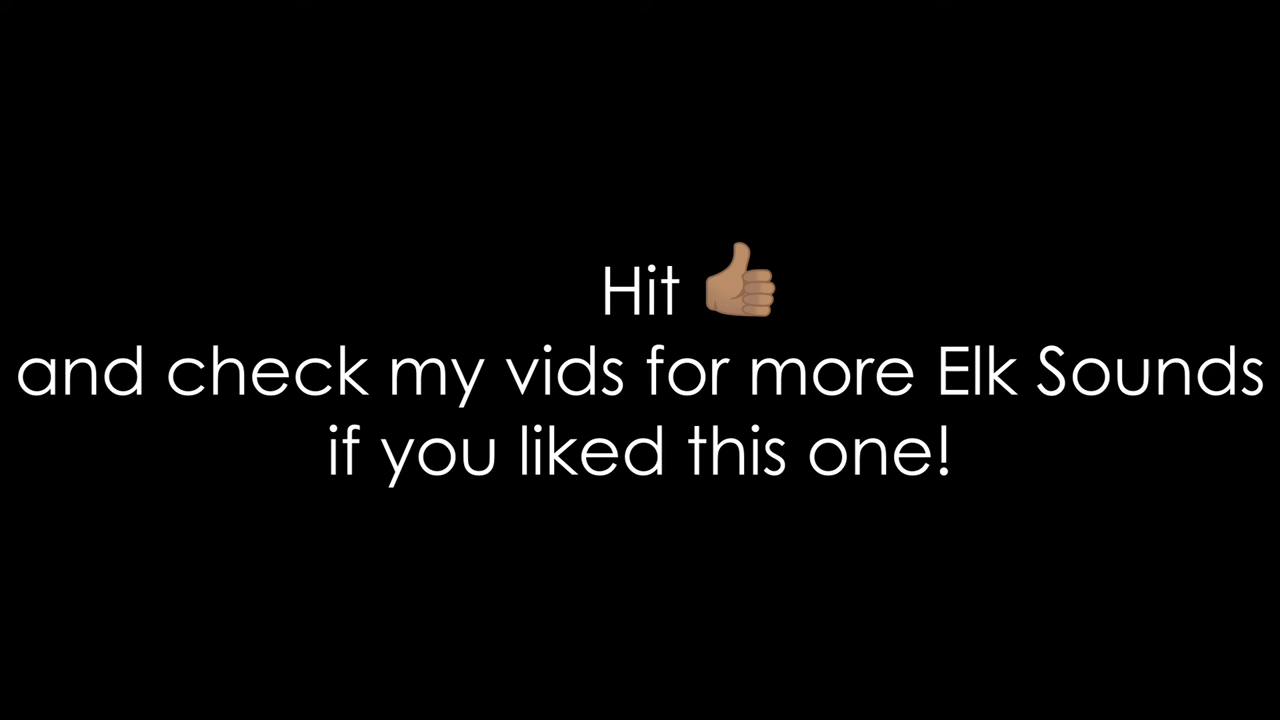 Hit 👍🏽
and check my vids for more Elk Sounds
if you liked this one!